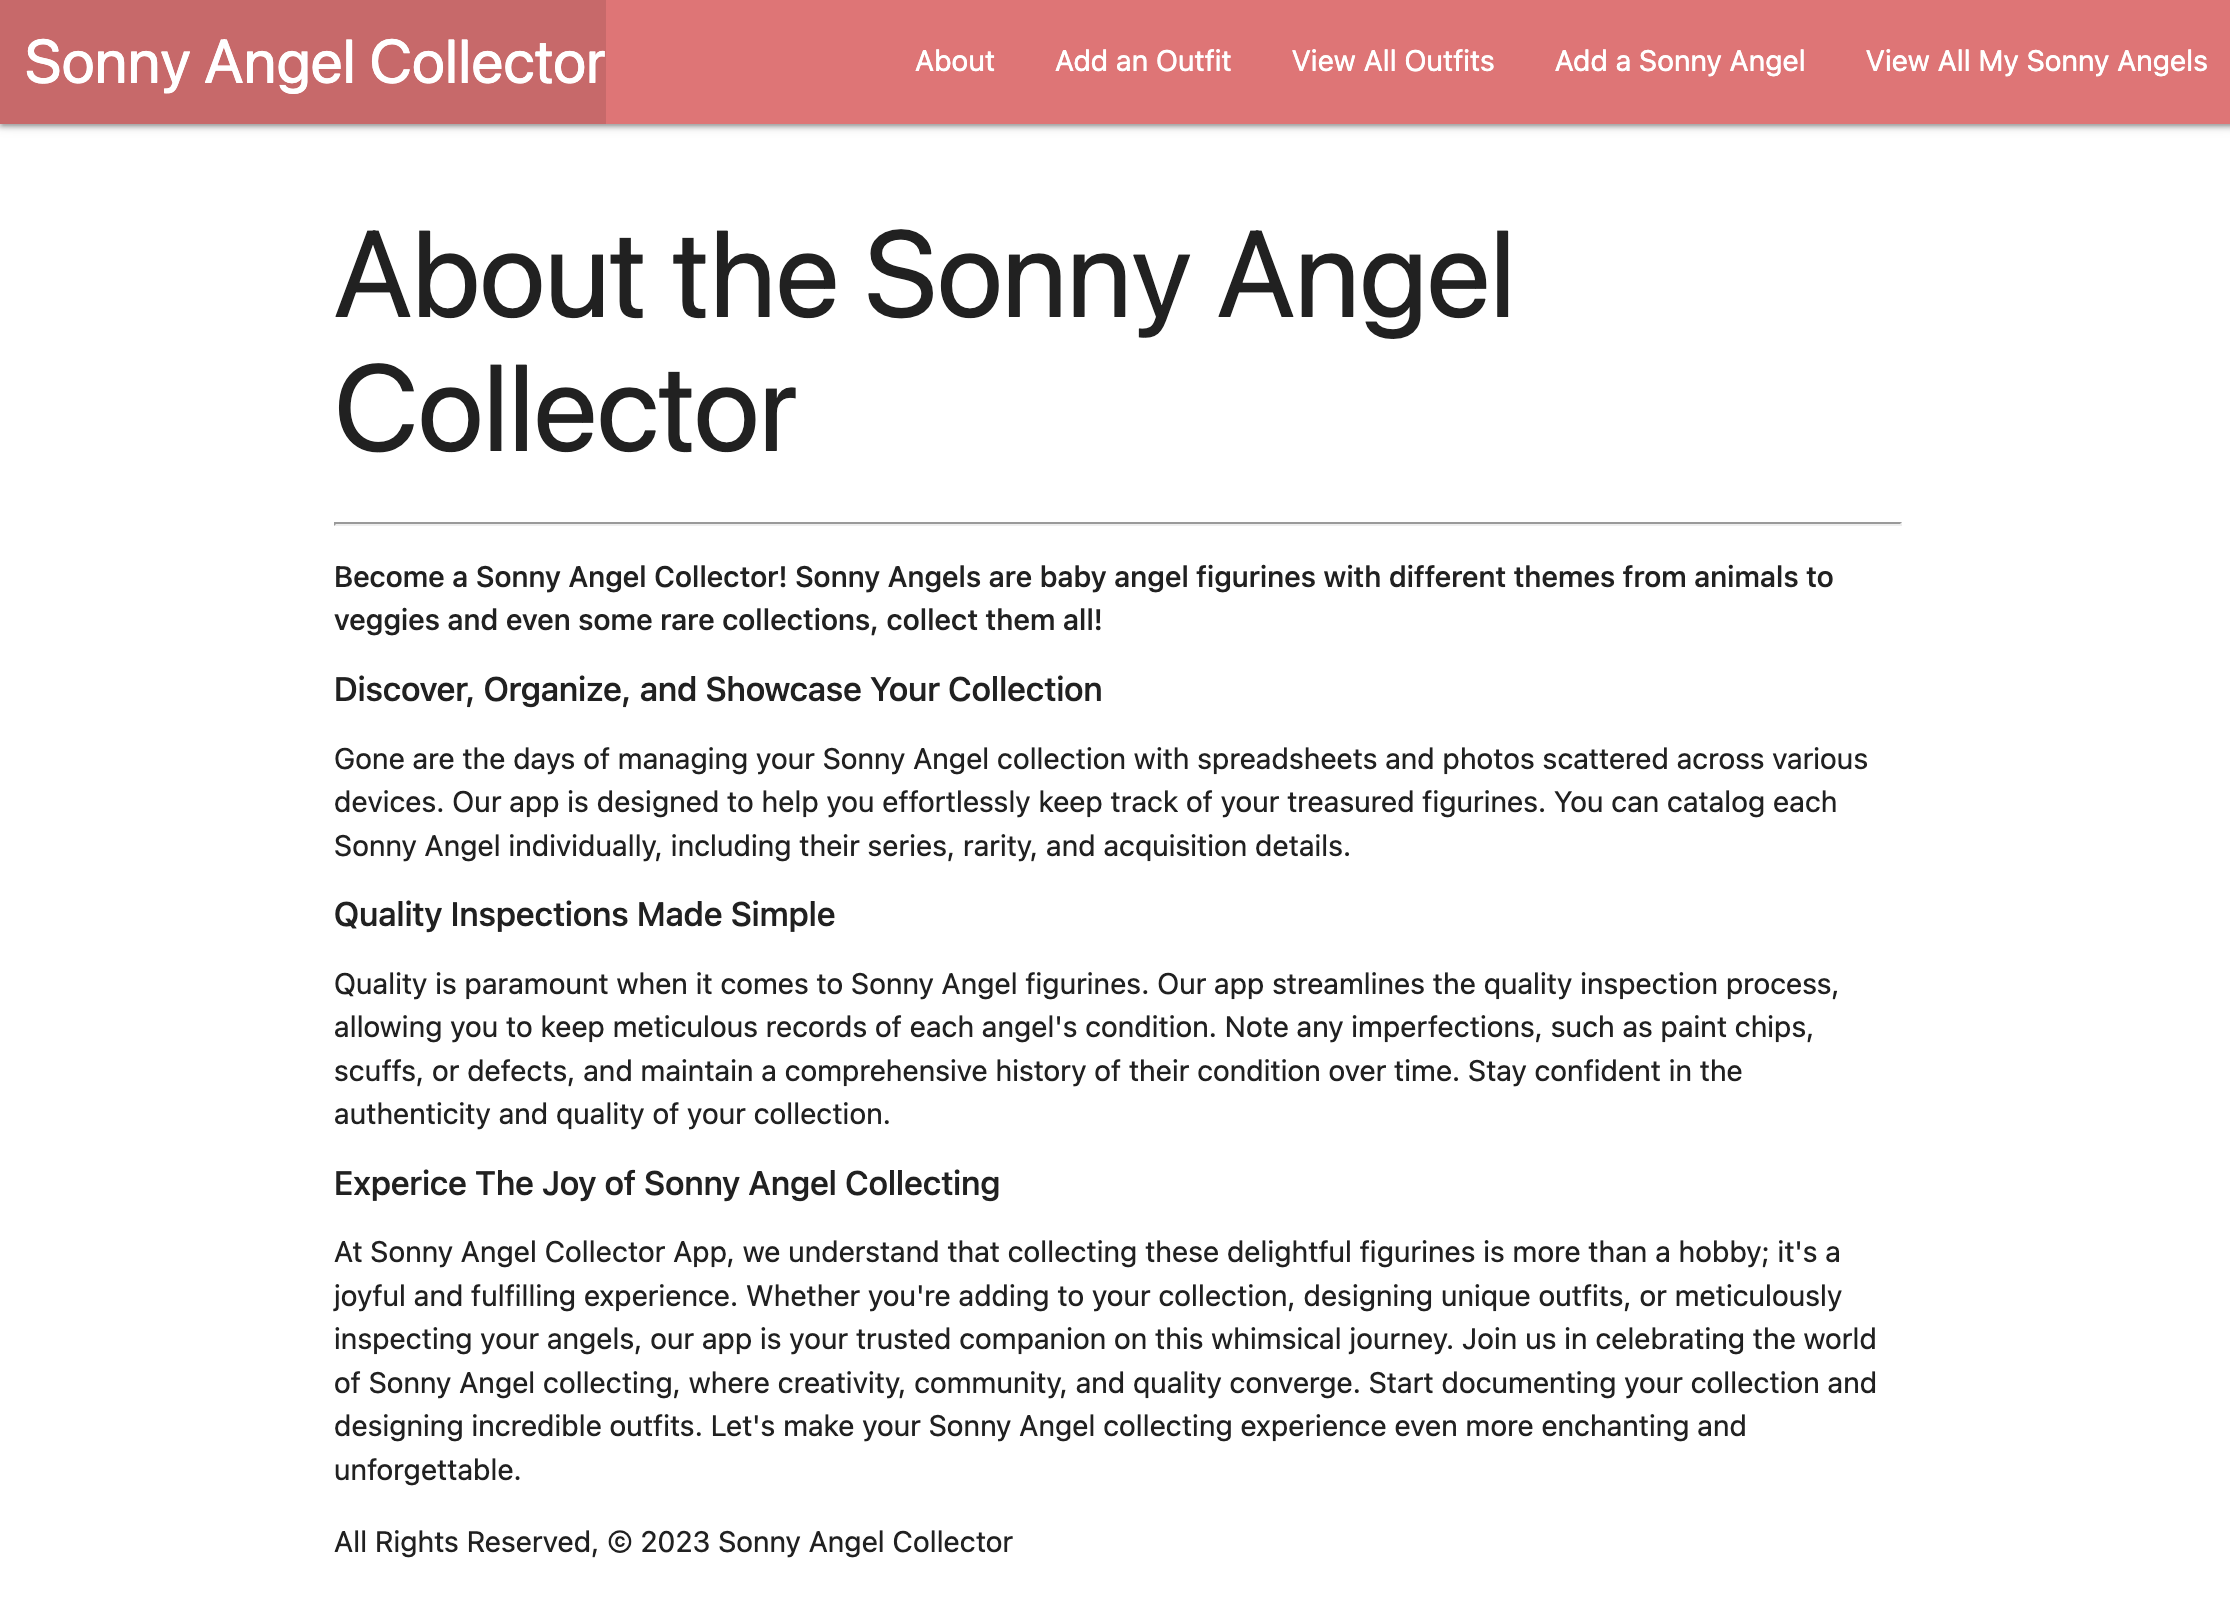 Sonny Angel Collector
About
Add an Outfit
View All Outfits
Add a Sonny Angel
View All My Sonny Angels
About the Sonny Angel
Collector
Become a Sonny Angel Collector! Sonny Angels are baby angel figurines with different themes from animals to
veggies and even some rare collections, collect them all!
Discover, Organize, and Showcase Your Collection
Gone are the days of managing your Sonny Angel collection with spreadsheets and photos scattered across various
devices. Our app is designed to help you effortlessly keep track of your treasured figurines. You can catalog each
Sonny Angel individually, including their series, rarity, and acquisition details.
Quality Inspections Made Simple
Quality is paramount when it comes to Sonny Angel figurines. Our app streamlines the quality inspection process,
allowing you to keep meticulous records of each angel's condition. Note any imperfections, such as paint chips,
scuffs, or defects, and maintain a comprehensive history of their condition over time. Stay confident in the
authenticity and quality of your collection.
Experice The Joy of Sonny Angel Collecting
At Sonny Angel Collector App, we understand that collecting these delightful figurines is more than a hobby; it's a
joyful and fulfilling experience. Whether you're adding to your collection, designing unique outfits, or meticulously
inspecting your angels, our app is your trusted companion on this whimsical journey. Join us in celebrating the world
of Sonny Angel collecting, where creativity, community, and quality converge. Start documenting your collection and
designing incredible outfits. Let's make your Sonny Angel collecting experience even more enchanting and
unforgettable.
All Rights Reserved, © 2023 Sonny Angel Collector